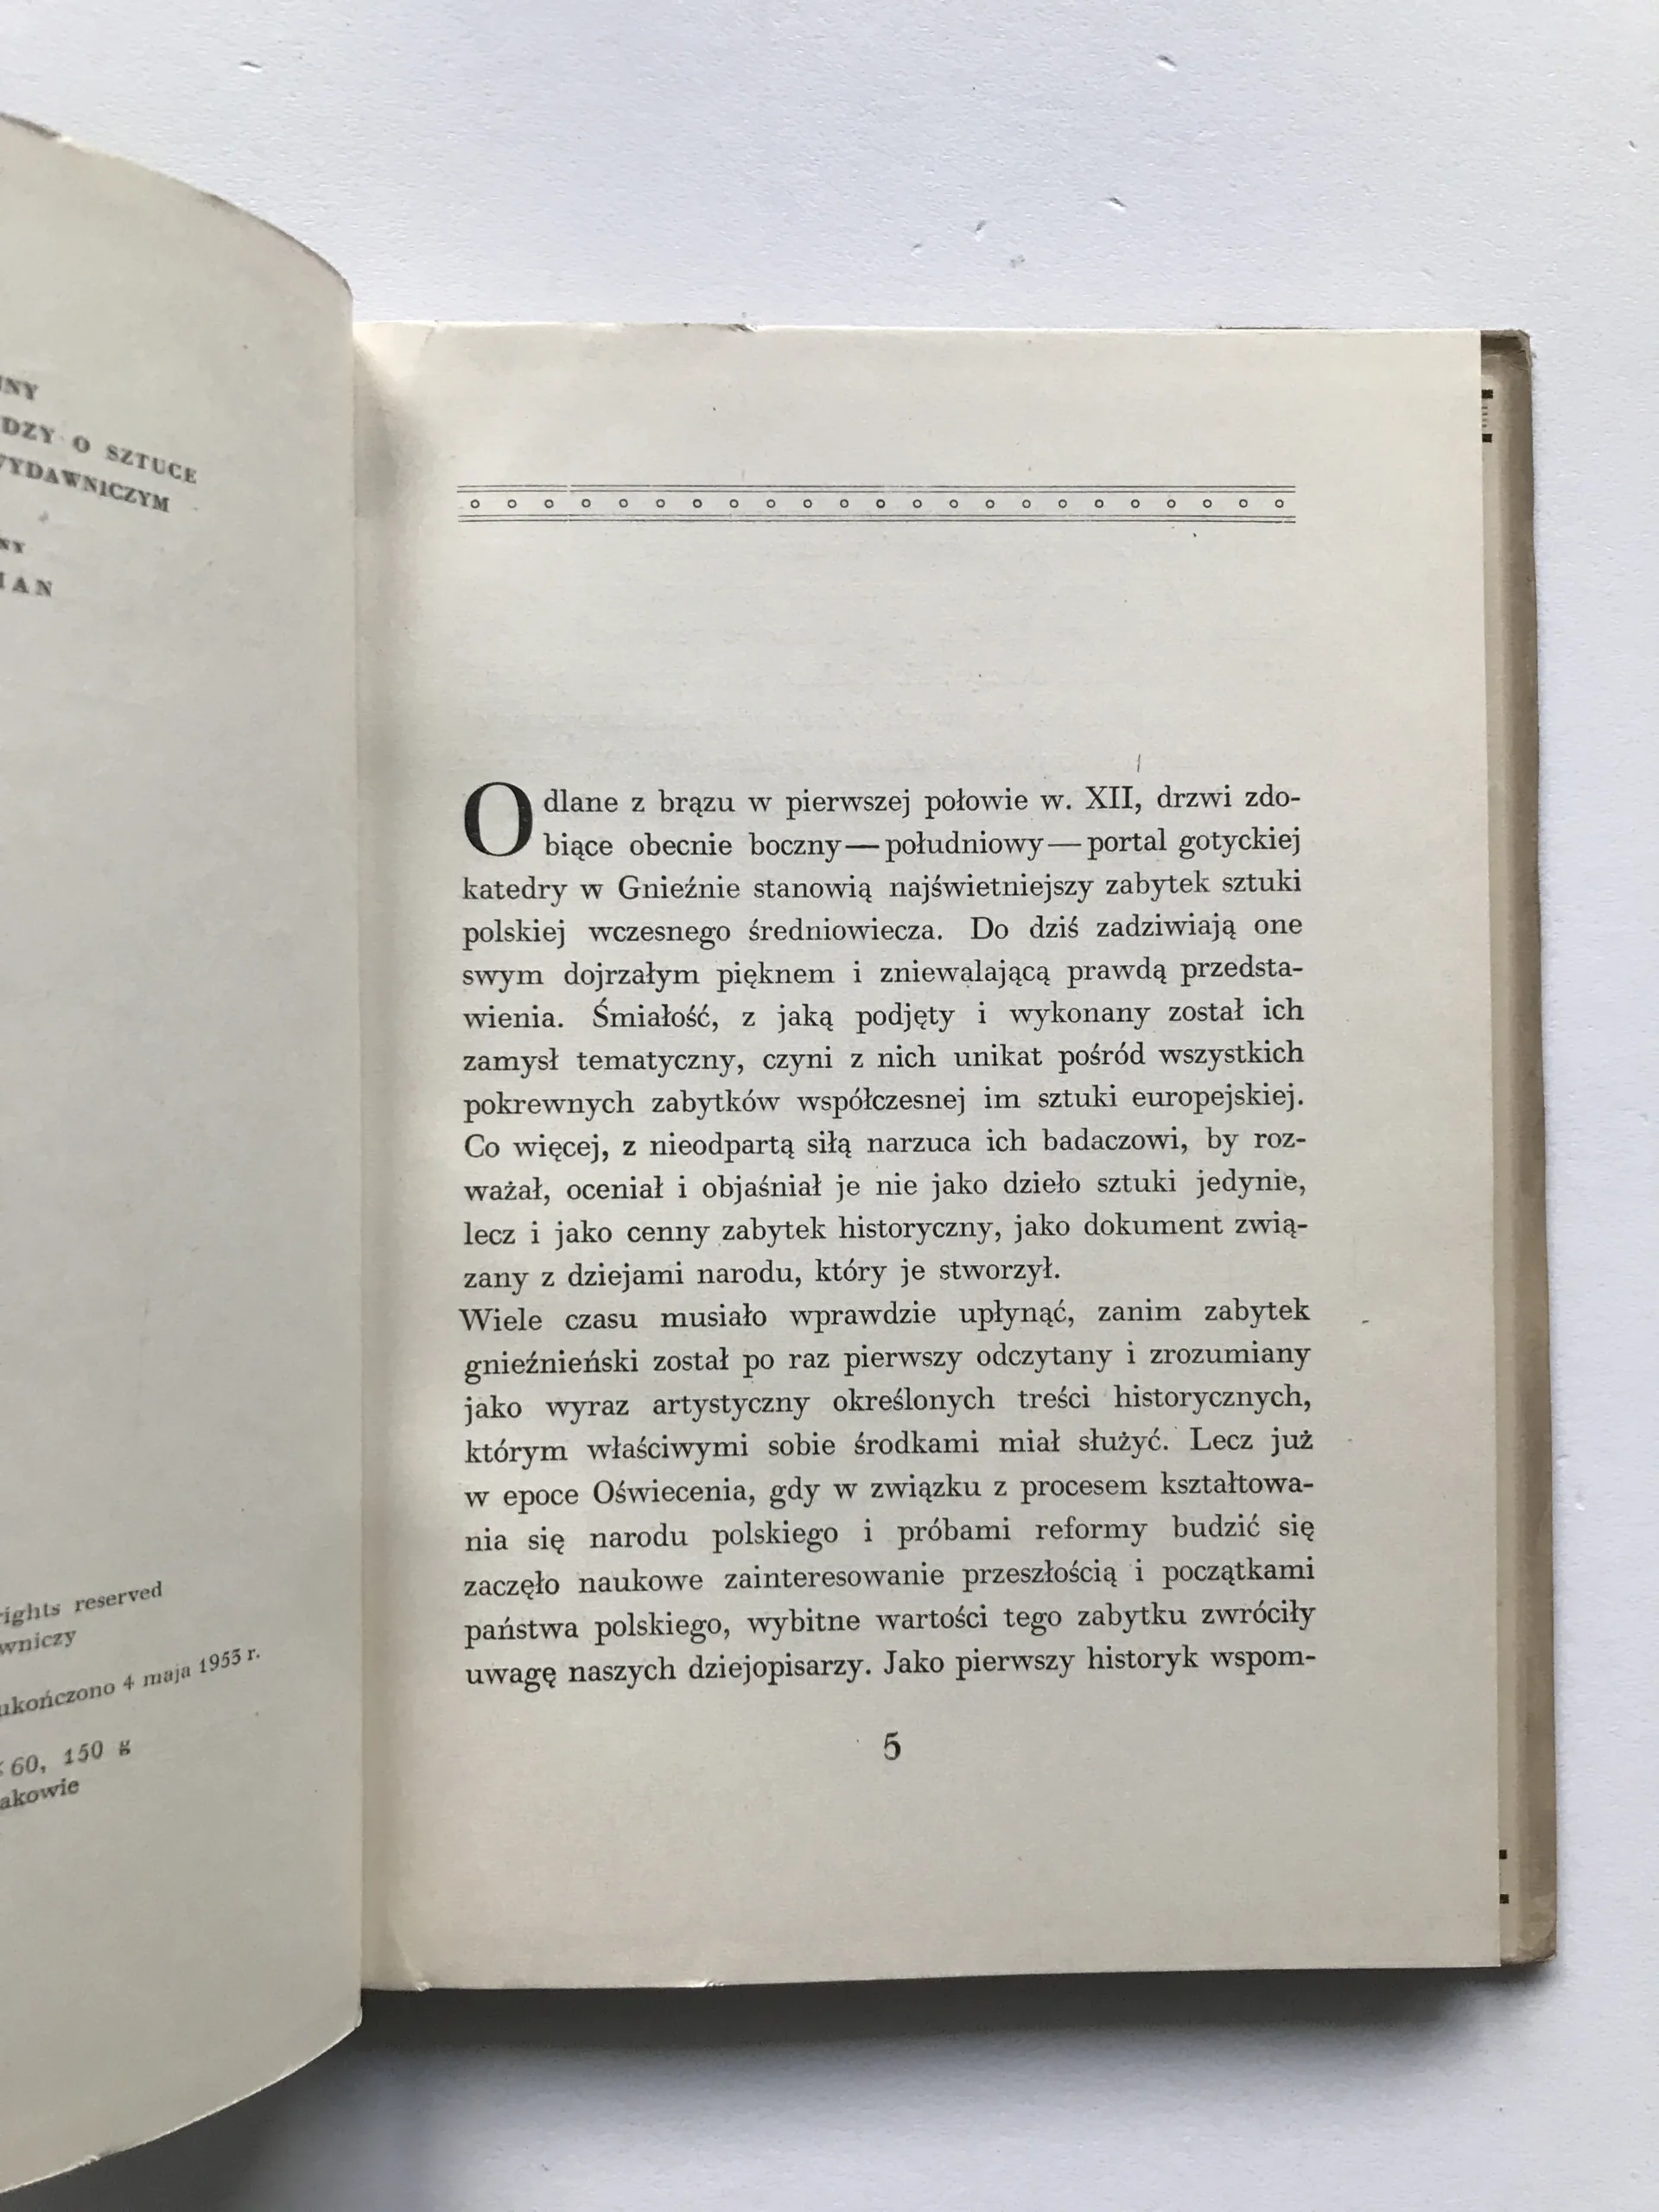 O SZTUCE
WYDAWNICZYM
rights reserved
ukończono 4 maja 1953 r.
60, 150 g
Odlane z brązu w pierwszej połowie w. XII, drzwi zdo-
biące obecnie boczny — południowy — portal gotyckiej
katedry w Gnieźnie stanowią najświetniejszy zabytek sztuki
polskiej wczesnego średniowiecza. Do dziś zadziwiają one
swym dojrzałym pięknem i zniewalającą prawdą przedsta-
wienia. Śmiałość, z jaką podjęty i wykonany został ich
zamysł tematyczny, czyni z nich unikat pośród wszystkich
pokrewnych zabytków współczesnej im sztuki europejskiej.
Co więcej, z nieodpartą siłą narzuca ich badaczowi, by roz-
ważał, oceniał i objaśniał je nie jako dzieło sztuki jedynie,
lecz i jako cenny zabytek historyczny, jako dokument zwią-
zany z dziejami narodu, który je stworzył.
Wiele czasu musiało wprawdzie upłynąć, zanim zabytek
gnieźnieński został po raz pierwszy odczytany i zrozumiany
jako wyraz artystyczny określonych treści historycznych,
którym właściwymi sobie środkami miał służyć. Lecz już
w epoce Oświecenia, gdy w związku z procesem kształtowa-
nia się narodu polskiego i próbami reformy budzić się
zaczęło naukowe zainteresowanie przeszłością i początkami
państwa polskiego, wybitne wartości tego zabytku zwróciły
uwagę naszych dziejopisarzy. Jako pierwszy historyk wspom-
5